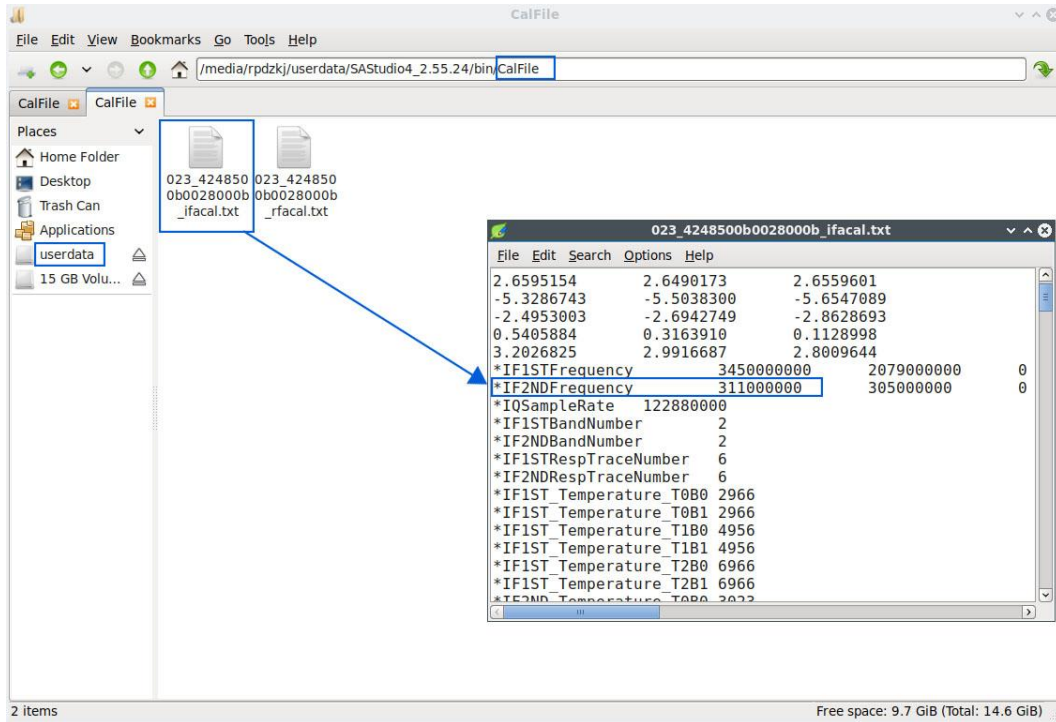 CalFile
File Edit View Bookmarks Go Tools Help
/media/rpdzkj/userdata/SAStudio4_2.55.24/bin/CalFile
CalFile CalFile
Places
Home Folder
Desktop
Trash Can
Applications
userdata
15 GB Volu...
023_424850
0b0028000b
_ifacal.txt
023_424850
0b0028000b
_rfacal.txt
023_4248500b0028000b_ifacal.txt
File Edit Search Options Help
2.6595154 2.6490173 2.6559601
-5.3286743 -5.5038300 -5.6547089
-2.4953003 -2.6942749 -2.8628693
0.5405884 0.3163910 0.1128998
3.2026825 2.9916687 2.8009644
*IF1STFrequency 3450000000 2079000000 0
*IF2NDFrequency 311000000 305000000 0
*IQSampleRate 122880000
*IF1STBandNumber 2
*IF2NDBandNumber 2
*IF1STRespTraceNumber 6
*IF2NDRespTraceNumber 6
*IF1ST_Temperature_T0B0 2966
*IF1ST_Temperature_T0B1 2966
*IF1ST_Temperature_T1B0 4956
*IF1ST_Temperature_T1B1 4956
*IF1ST_Temperature_T2B0 6966
*IF1ST_Temperature_T2B1 6966
*IF2ND_Temperature_T0B0 3023
2 items
Free space: 9.7 GiB (Total: 14.6 GiB)